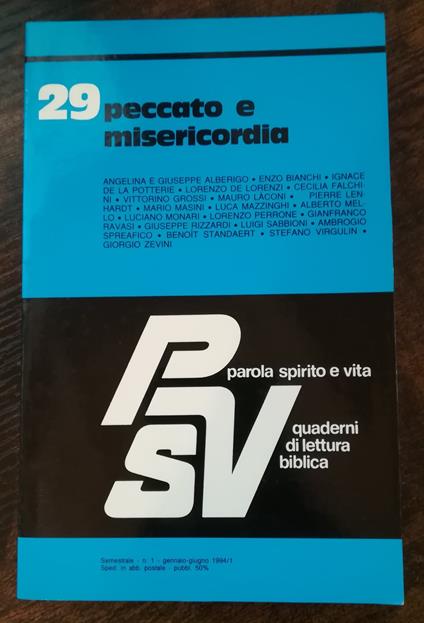 29 peccato e
misericordia
ANGELINA E GIUSEPPE ALBERIGO • ENZO BIANCHI • IGNACE
DE LA POTTERIE • LORENZO DE LORENZI • CECILIA FALCHI-
NI • VITTORINO GROSSI • MAURO LÀCONI • PIERRE LEN-
HARDT • MARIO MASINI • LUCA MAZZINGHI • ALBERTO MEL-
LO • LUCIANO MONARI • LORENZO PERRONE • GIANFRANCO
RAVASI • GIUSEPPE RIZZARDI • LUIGI SABBIONI • AMBROGIO
SPREAFICO • BENOÎT STANDAERT • STEFANO VIRGULIN •
GIORGIO ZEVINI
PSV
parola spirito e vita
quaderni
di lettura
biblica
Semestrale - n. 1 - gennaio-giugno 1994/1
Sped. in abb. postale - pubbl. 50%